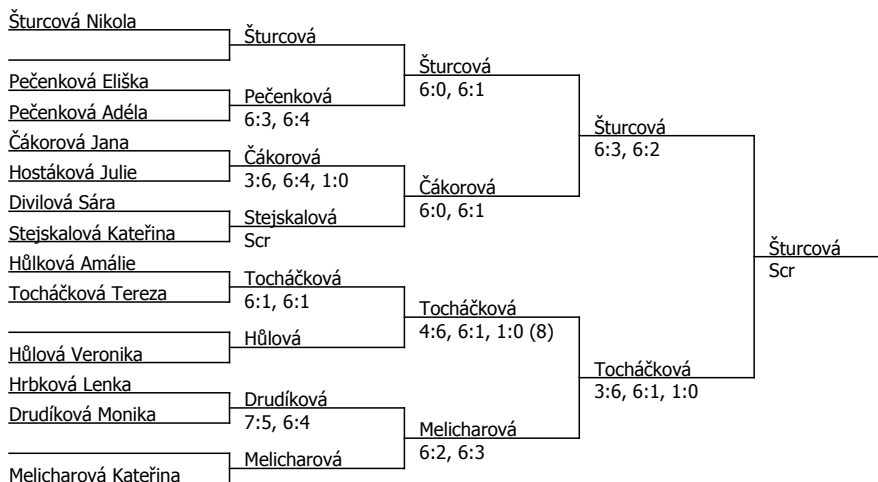 Šturcová Nikola
Pečenková Eliška
Pečenková Adéla
Čákorová Jana
Hostáková Julie
Divilová Sára
Stejskalová Kateřina
Hůlková Amálie
Tocháčková Tereza
Hůlová Veronika
Hrbková Lenka
Drudíková Monika
Melicharová Kateřina
Šturcová
Pečenková
6:3, 6:4
Čákorová
3:6, 6:4, 1:0
Stejskalová
Scr
Tocháčková
6:1, 6:1
Hůlová
Drudíková
7:5, 6:4
Melicharová
Šturcová
6:0, 6:1
Čákorová
6:0, 6:1
Tocháčková
4:6, 6:1, 1:0 (8)
Melicharová
6:2, 6:3
Šturcová
6:3, 6:2
Tocháčková
3:6, 6:1, 1:0
Šturcová
Scr